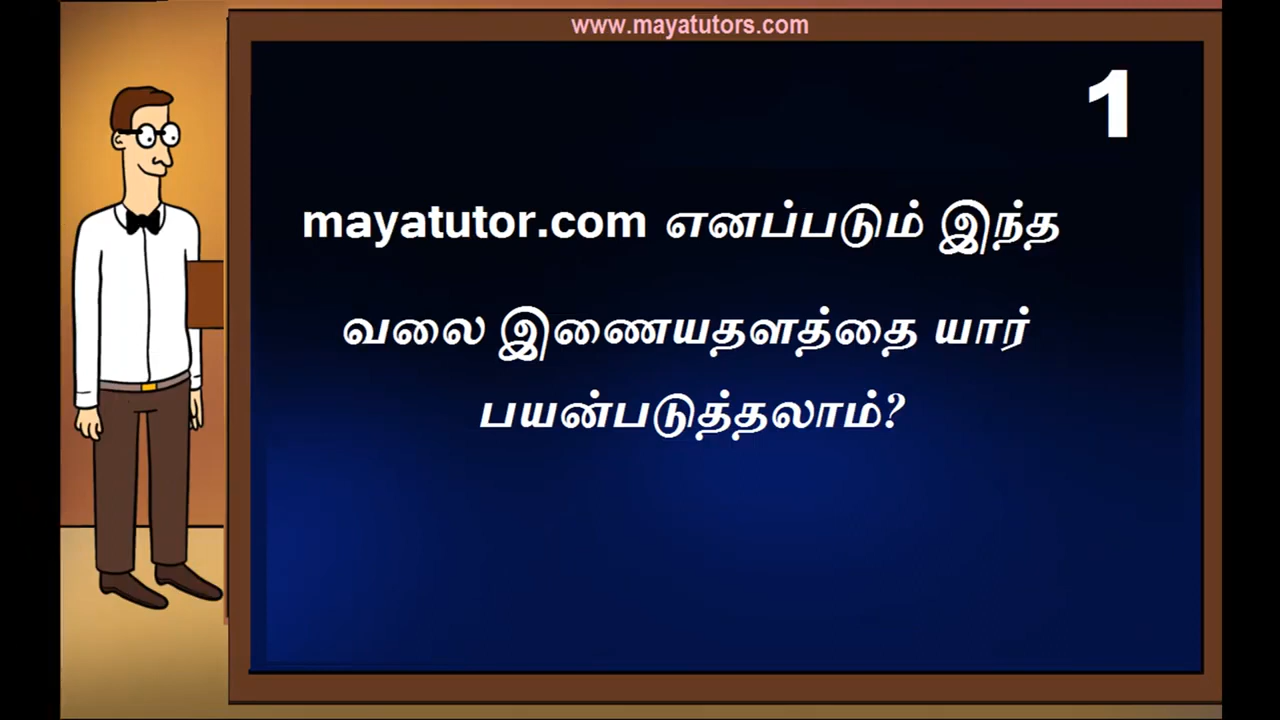 www.mayatutors.com
1
mayatutor.com எனப்படும் இந்த
வலை இணையதளத்தை யார்
பயன்படுத்தலாம்?